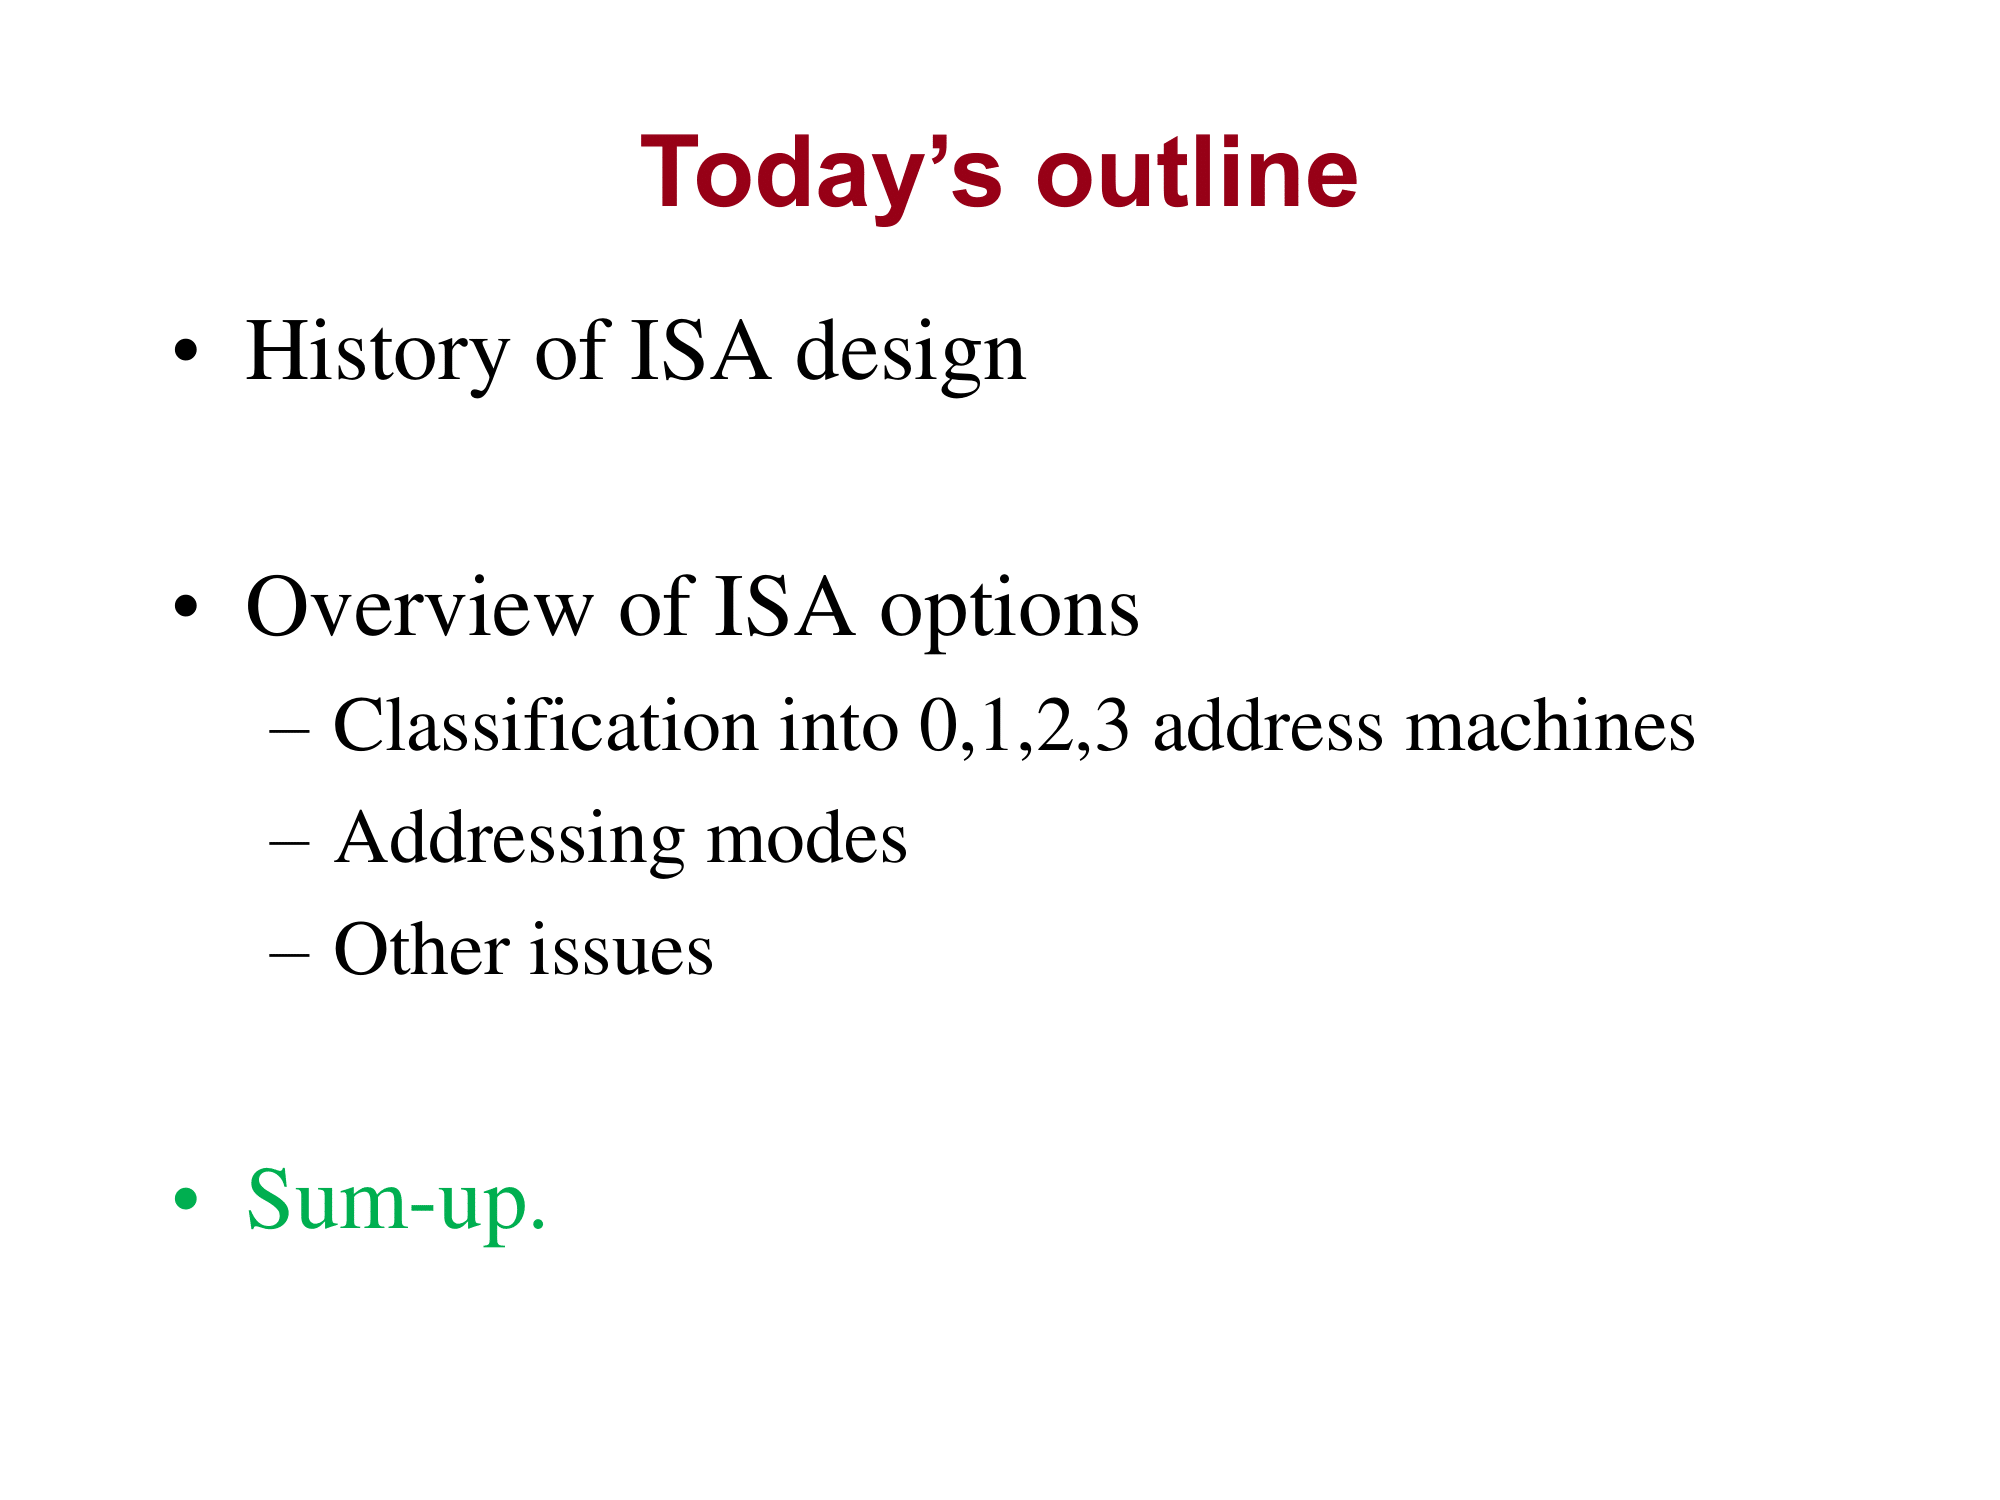 Today’s outline
• History of ISA design
• Overview of ISA options
– Classification into 0,1,2,3 address machines
– Addressing modes
– Other issues
• Sum-up.